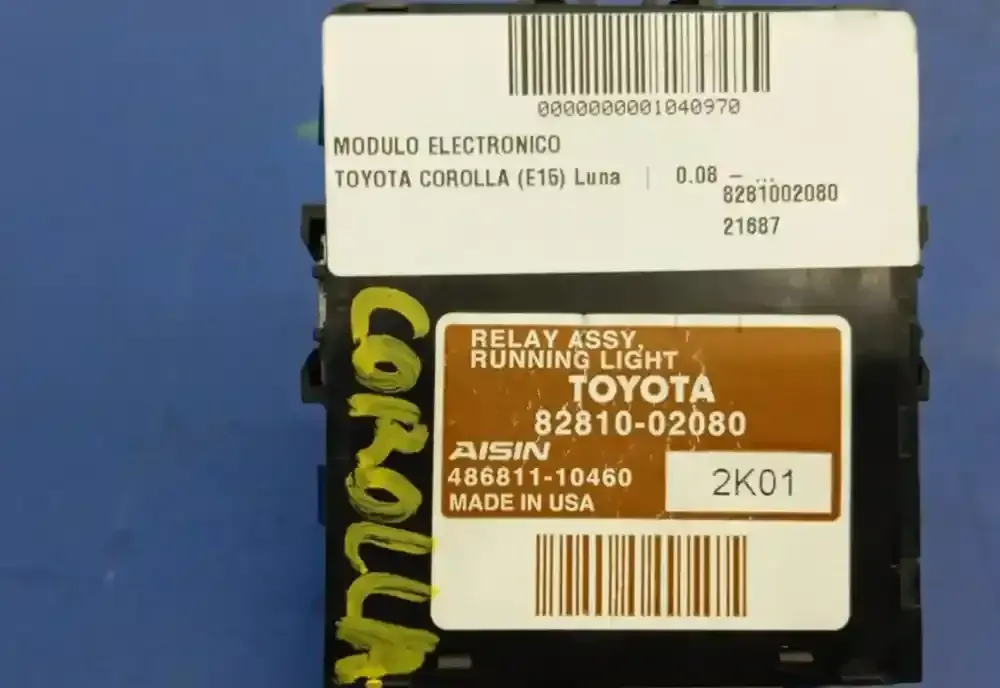 0000000001040970
MODULO ELECTRONICO
TOYOTA COROLLA (E15) Luna | 0.08 – ...
8281002080
21687
COROLLA
RELAY ASSY,
RUNNING LIGHT
TOYOTA
82810-02080
AISIN
486811-10460
2K01
MADE IN USA